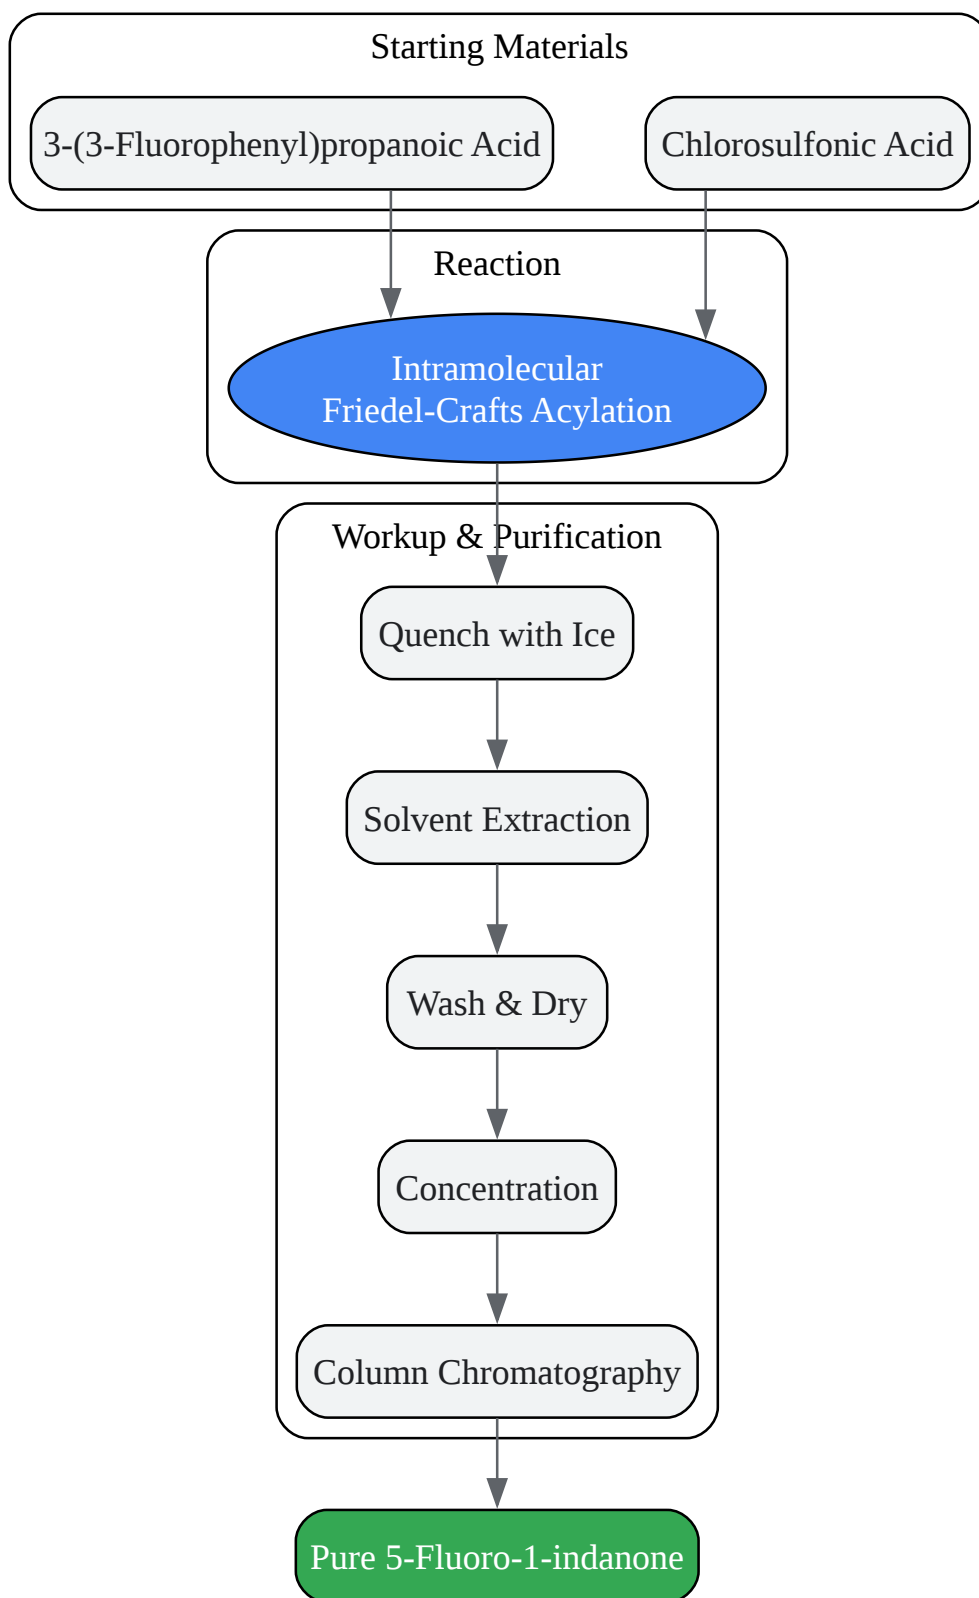 Starting Materials
3-(3-Fluorophenyl)propanoic Acid
Chlorosulfonic Acid
Reaction
Intramolecular
Friedel-Crafts Acylation
Workup & Purification
Quench with Ice
Solvent Extraction
Wash & Dry
Concentration
Column Chromatography
Pure 5-Fluoro-1-indanone